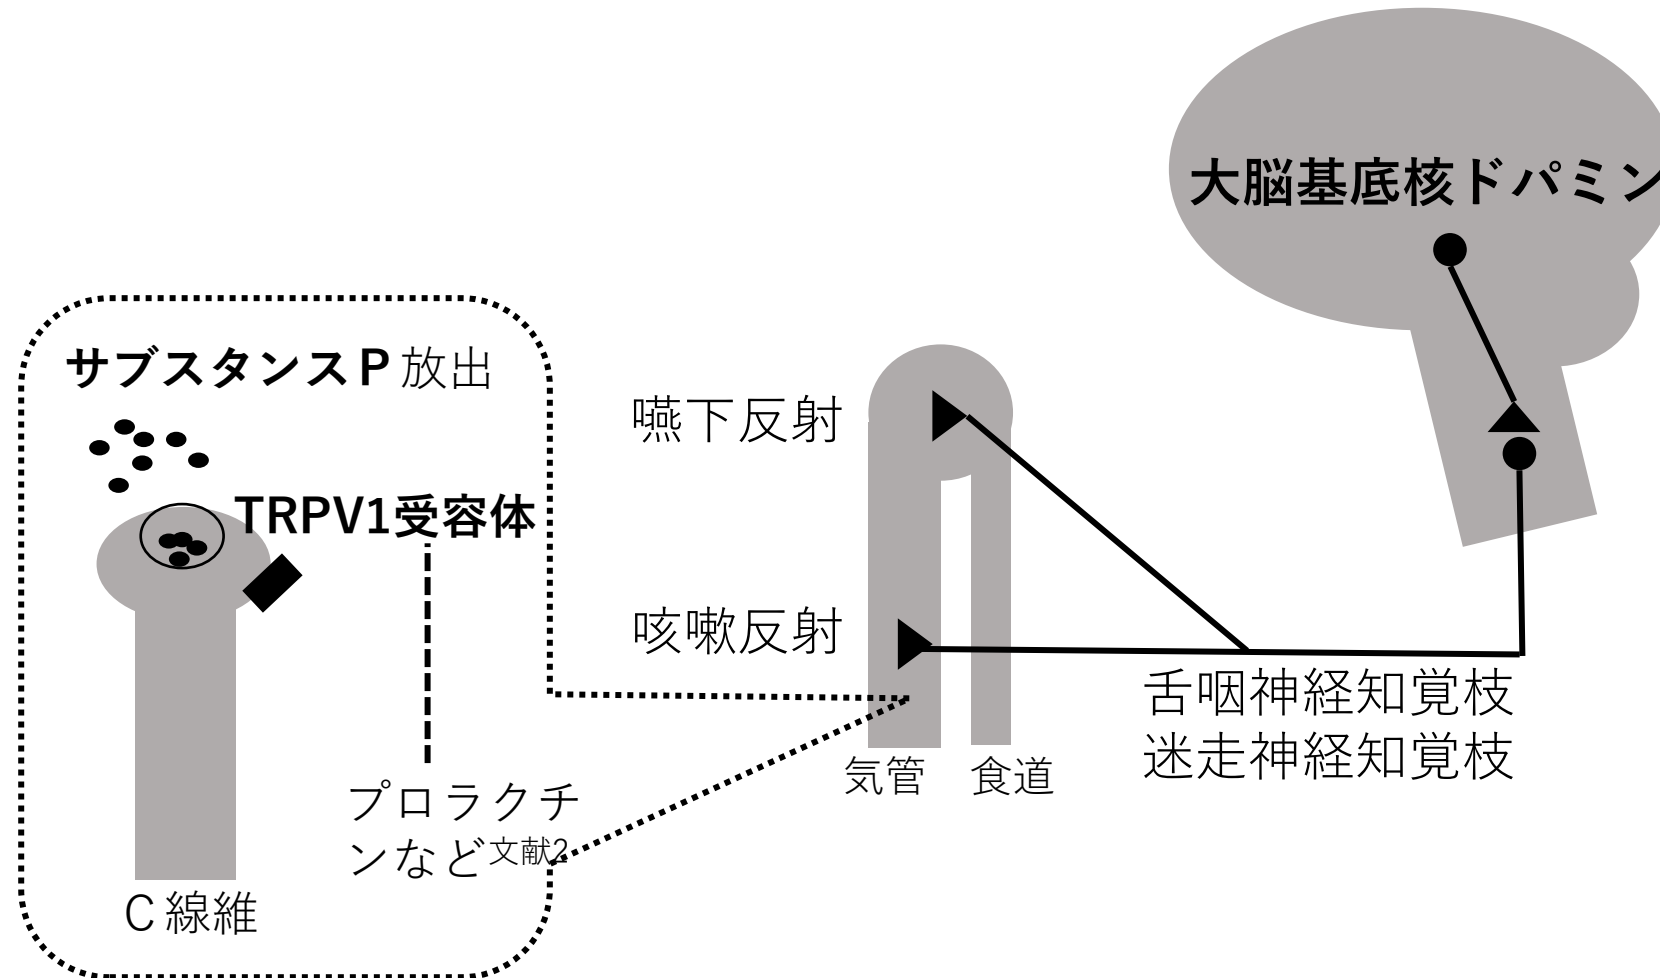 大脳基底核ドパミン
サブスタンスP放出
嚥下反射
TRPV1受容体
咳嗽反射
舌咽神経知覚枝
迷走神経知覚枝
気管
食道
プロラクチ
ンなど文献2
C線維